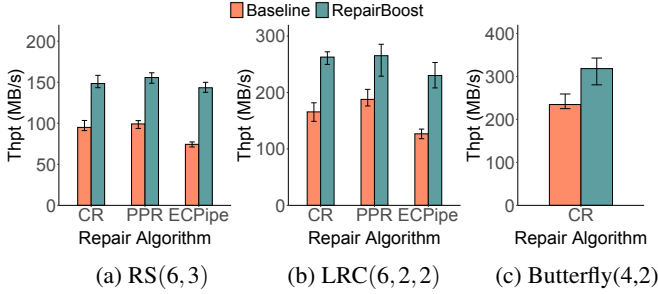 Baseline RepairBoost
Thpt (MB/s)
200
150
100
50
0
CR PPR ECPipe
Repair Algorithm
(a) RS(6,3)
Thpt (MB/s)
300
200
100
0
CR PPR ECPipe
Repair Algorithm
(b) LRC(6,2,2)
Thpt (MB/s)
400
300
200
100
0
CR
Repair Algorithm
(c) Butterfly(4,2)